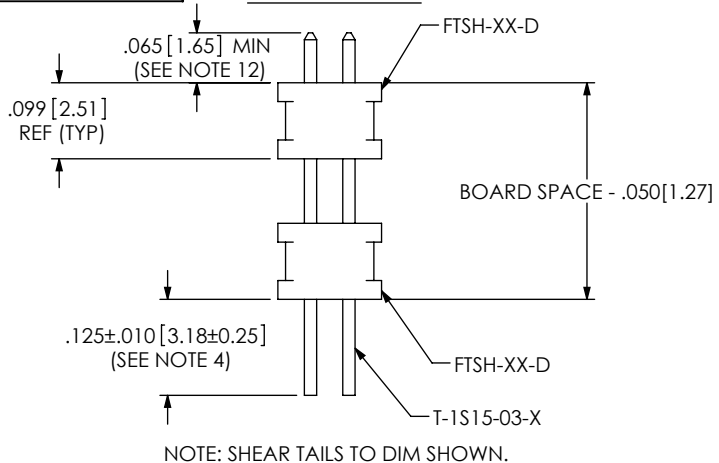 FTSH-XX-D
.065[1.65] MIN
(SEE NOTE 12)
.099[2.51]
REF (TYP)
BOARD SPACE - .050[1.27]
.125±.010[3.18±0.25]
(SEE NOTE 4)
FTSH-XX-D
T-1S15-03-X
NOTE: SHEAR TAILS TO DIM SHOWN.